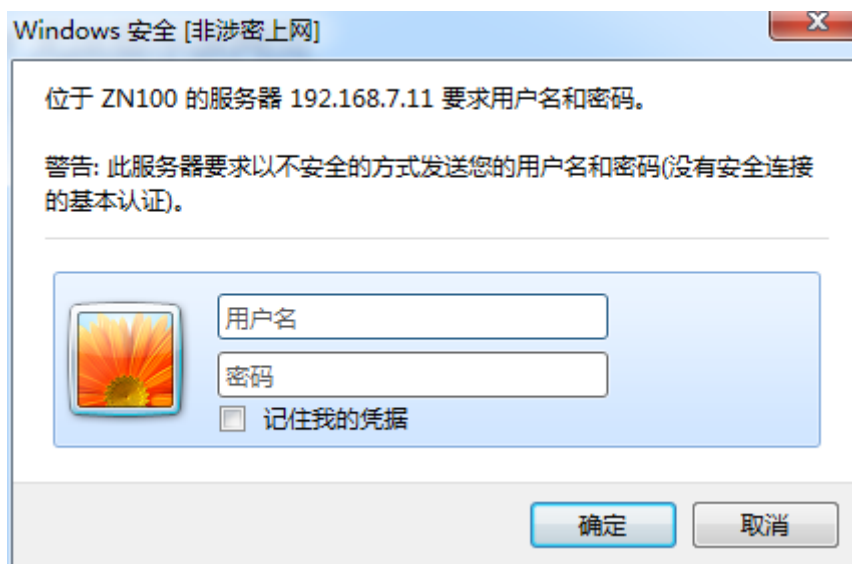 Windows 安全 [非涉密上网]
位于 ZN100 的服务器 192.168.7.11 要求用户名和密码。
警告: 此服务器要求以不安全的方式发送您的用户名和密码(没有安全连接
的基本认证)。
用户名
密码
记住我的凭据
确定
取消